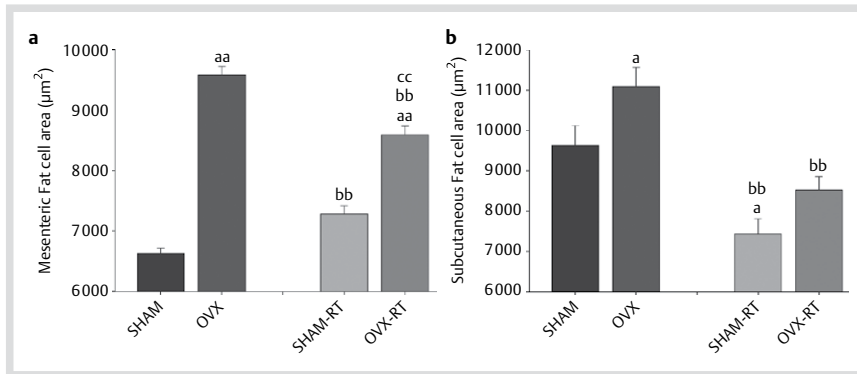 a
Mesenteric Fat cell area (µm²)
10000
9000
8000
7000
6000
aa
bb
cc
bb
aa
SHAM
OVX
SHAM-RT
OVX-RT
b
Subcutaneous Fat cell area (µm²)
12000
11000
10000
9000
8000
7000
6000
a
bb
a
bb
SHAM
OVX
SHAM-RT
OVX-RT